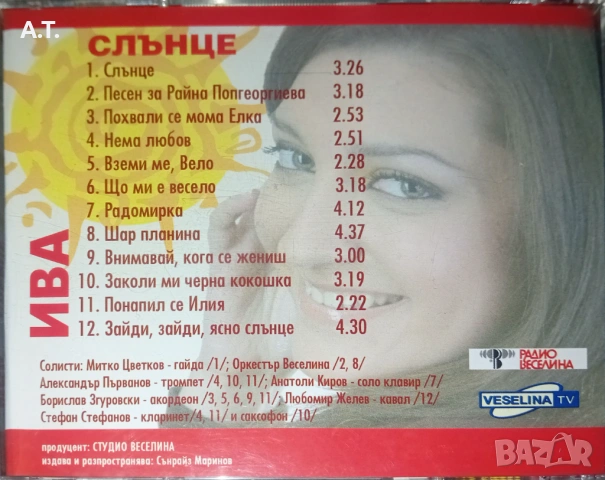 A.T.
СЛЪНЦЕ
1. Слънце 3.26
2. Песен за Райна Попгеоргиева 3.18
3. Похвали се мома Елка 2.53
4. Нема любов 2.51
5. Вземи ме, Вело 2.28
6. Що ми е весело 3.18
7. Радомирка 4.12
8. Шар планина 4.37
9. Внимавай, кога се жениш 3.00
10. Заколи ми черна кокошка 3.19
11. Понапил се Илия 2.22
12. Зайди, зайди, ясно слънце 4.30
ИВА
Солисти: Митко Цветков - гайда /1/; Оркестър Веселина /2, 8/
Александър Първанов - тромпет /4, 10, 11/; Анатоли Киров - соло клавир /7/
Борислав Згуровски - акордеон /3, 5, 6, 9, 11/; Любомир Желев - кавал /12/
Стефан Стефанов - кларинет/4, 11/ и саксофон /10/
РАДИО
ВЕСЕЛИНА
VESELINA TV
продуцент: СТУДИО ВЕСЕЛИНА
издава и разпространява: Сънрайз Маринов
BAZAR